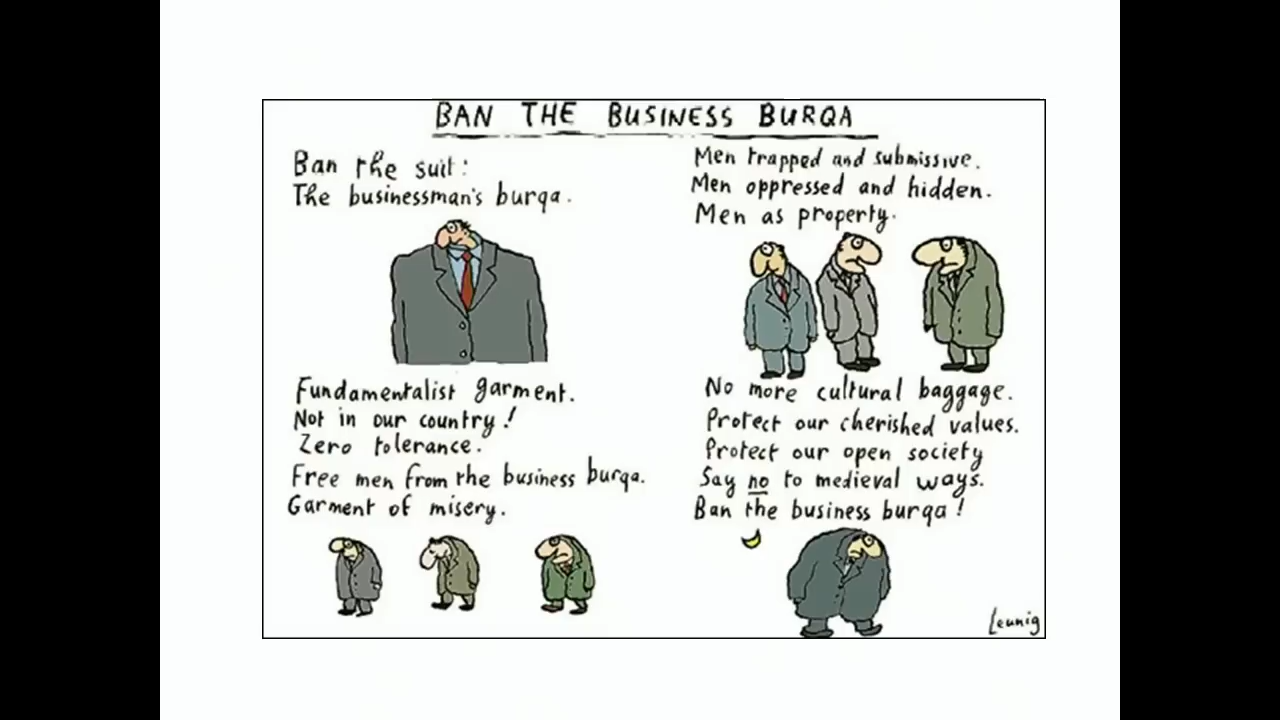 BAN THE BUSINESS BURQA
Ban the suit:
The businessman's burqa.
Fundamentalist garment.
Not in our country!
Zero tolerance.
Free men from the business burqa.
Garment of misery.
Men trapped and submissive.
Men oppressed and hidden.
Men as property.
No more cultural baggage.
Protect our cherished values.
Protect our open society
Say no to medieval ways.
Ban the business burqa!
Leunig